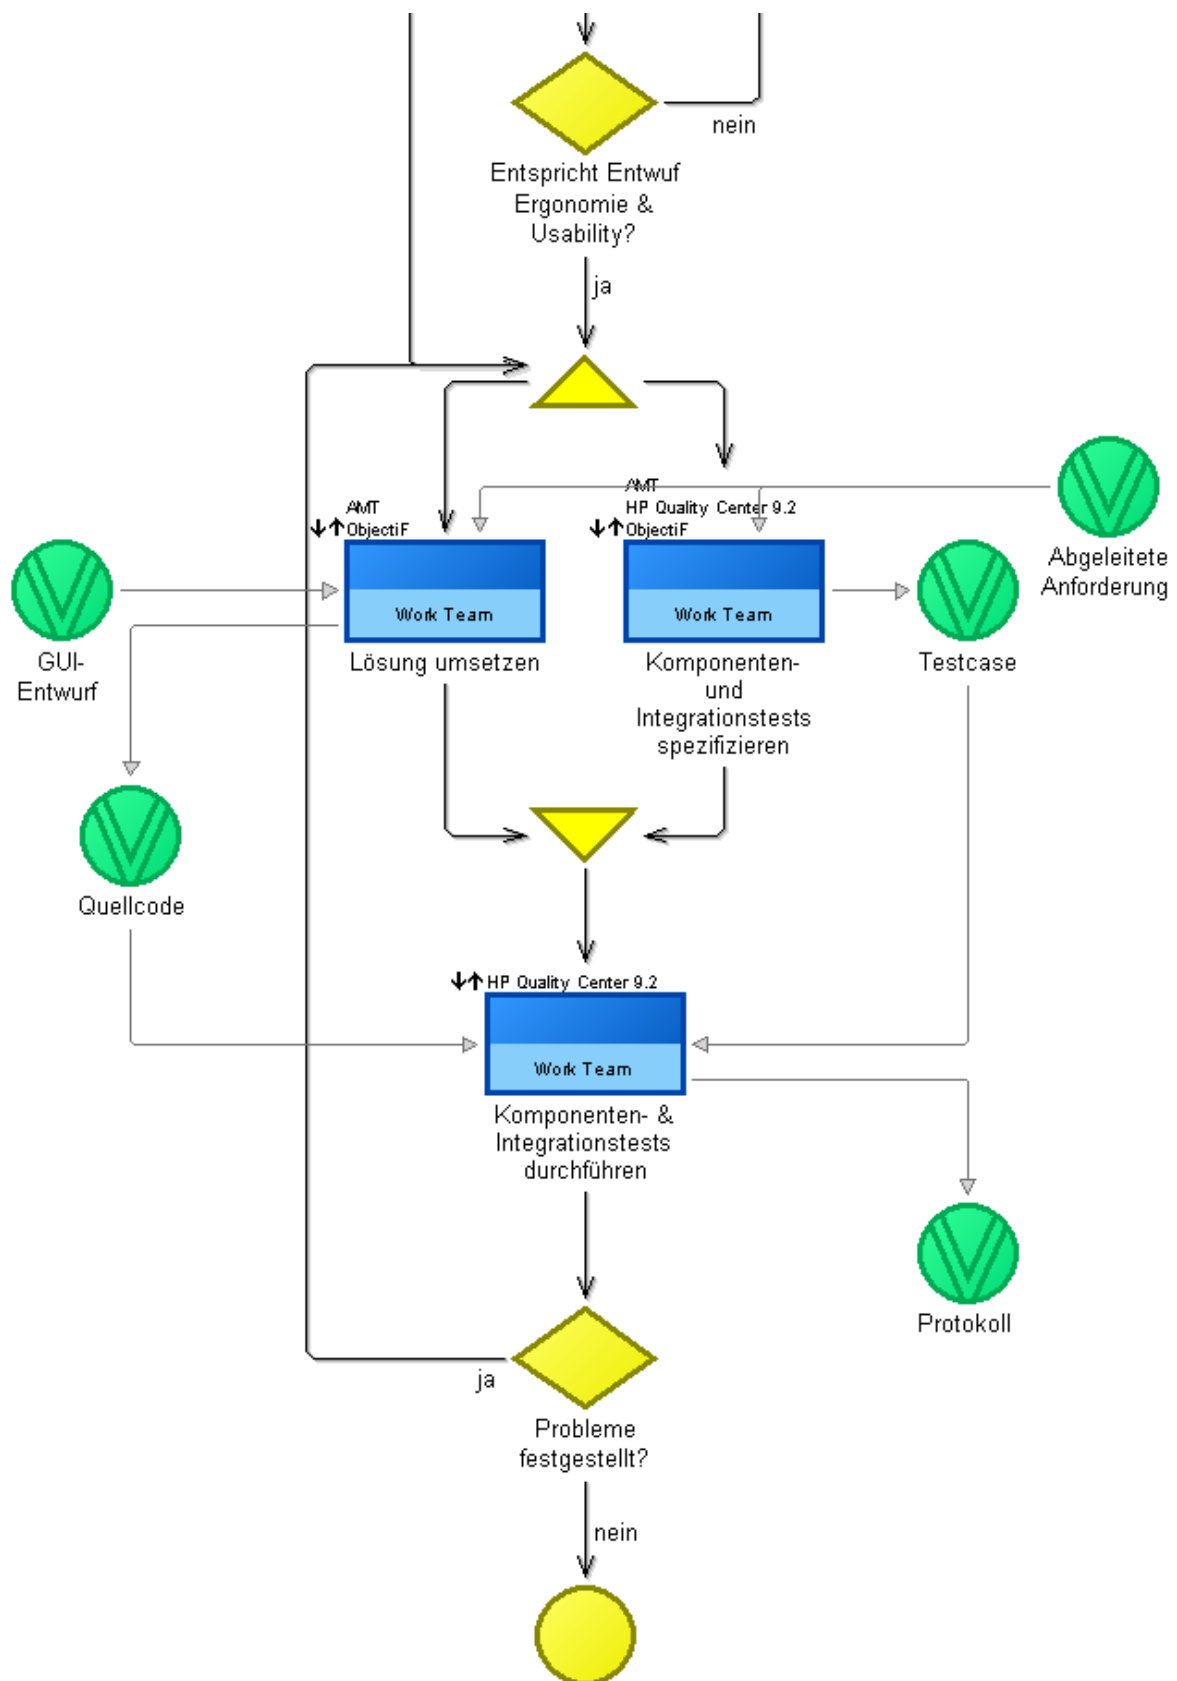 nein
Entspricht Entwuf
Ergonomie &
Usability?
ja
AMT
ObjectiF
Work Team
Lösung umsetzen
AMT
HP Quality Center 9.2
ObjectiF
Work Team
Komponenten-
und
Integrationstests
spezifizieren
Abgeleitete
Anforderung
GUI-
Entwurf
Testcase
Quellcode
HP Quality Center 9.2
Work Team
Komponenten- &
Integrationstests
durchführen
Protokoll
ja
Probleme
festgestellt?
nein